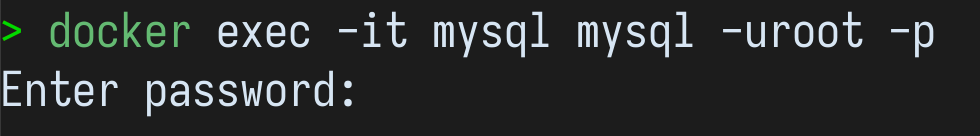 > docker exec -it mysql mysql -uroot -p
Enter password: